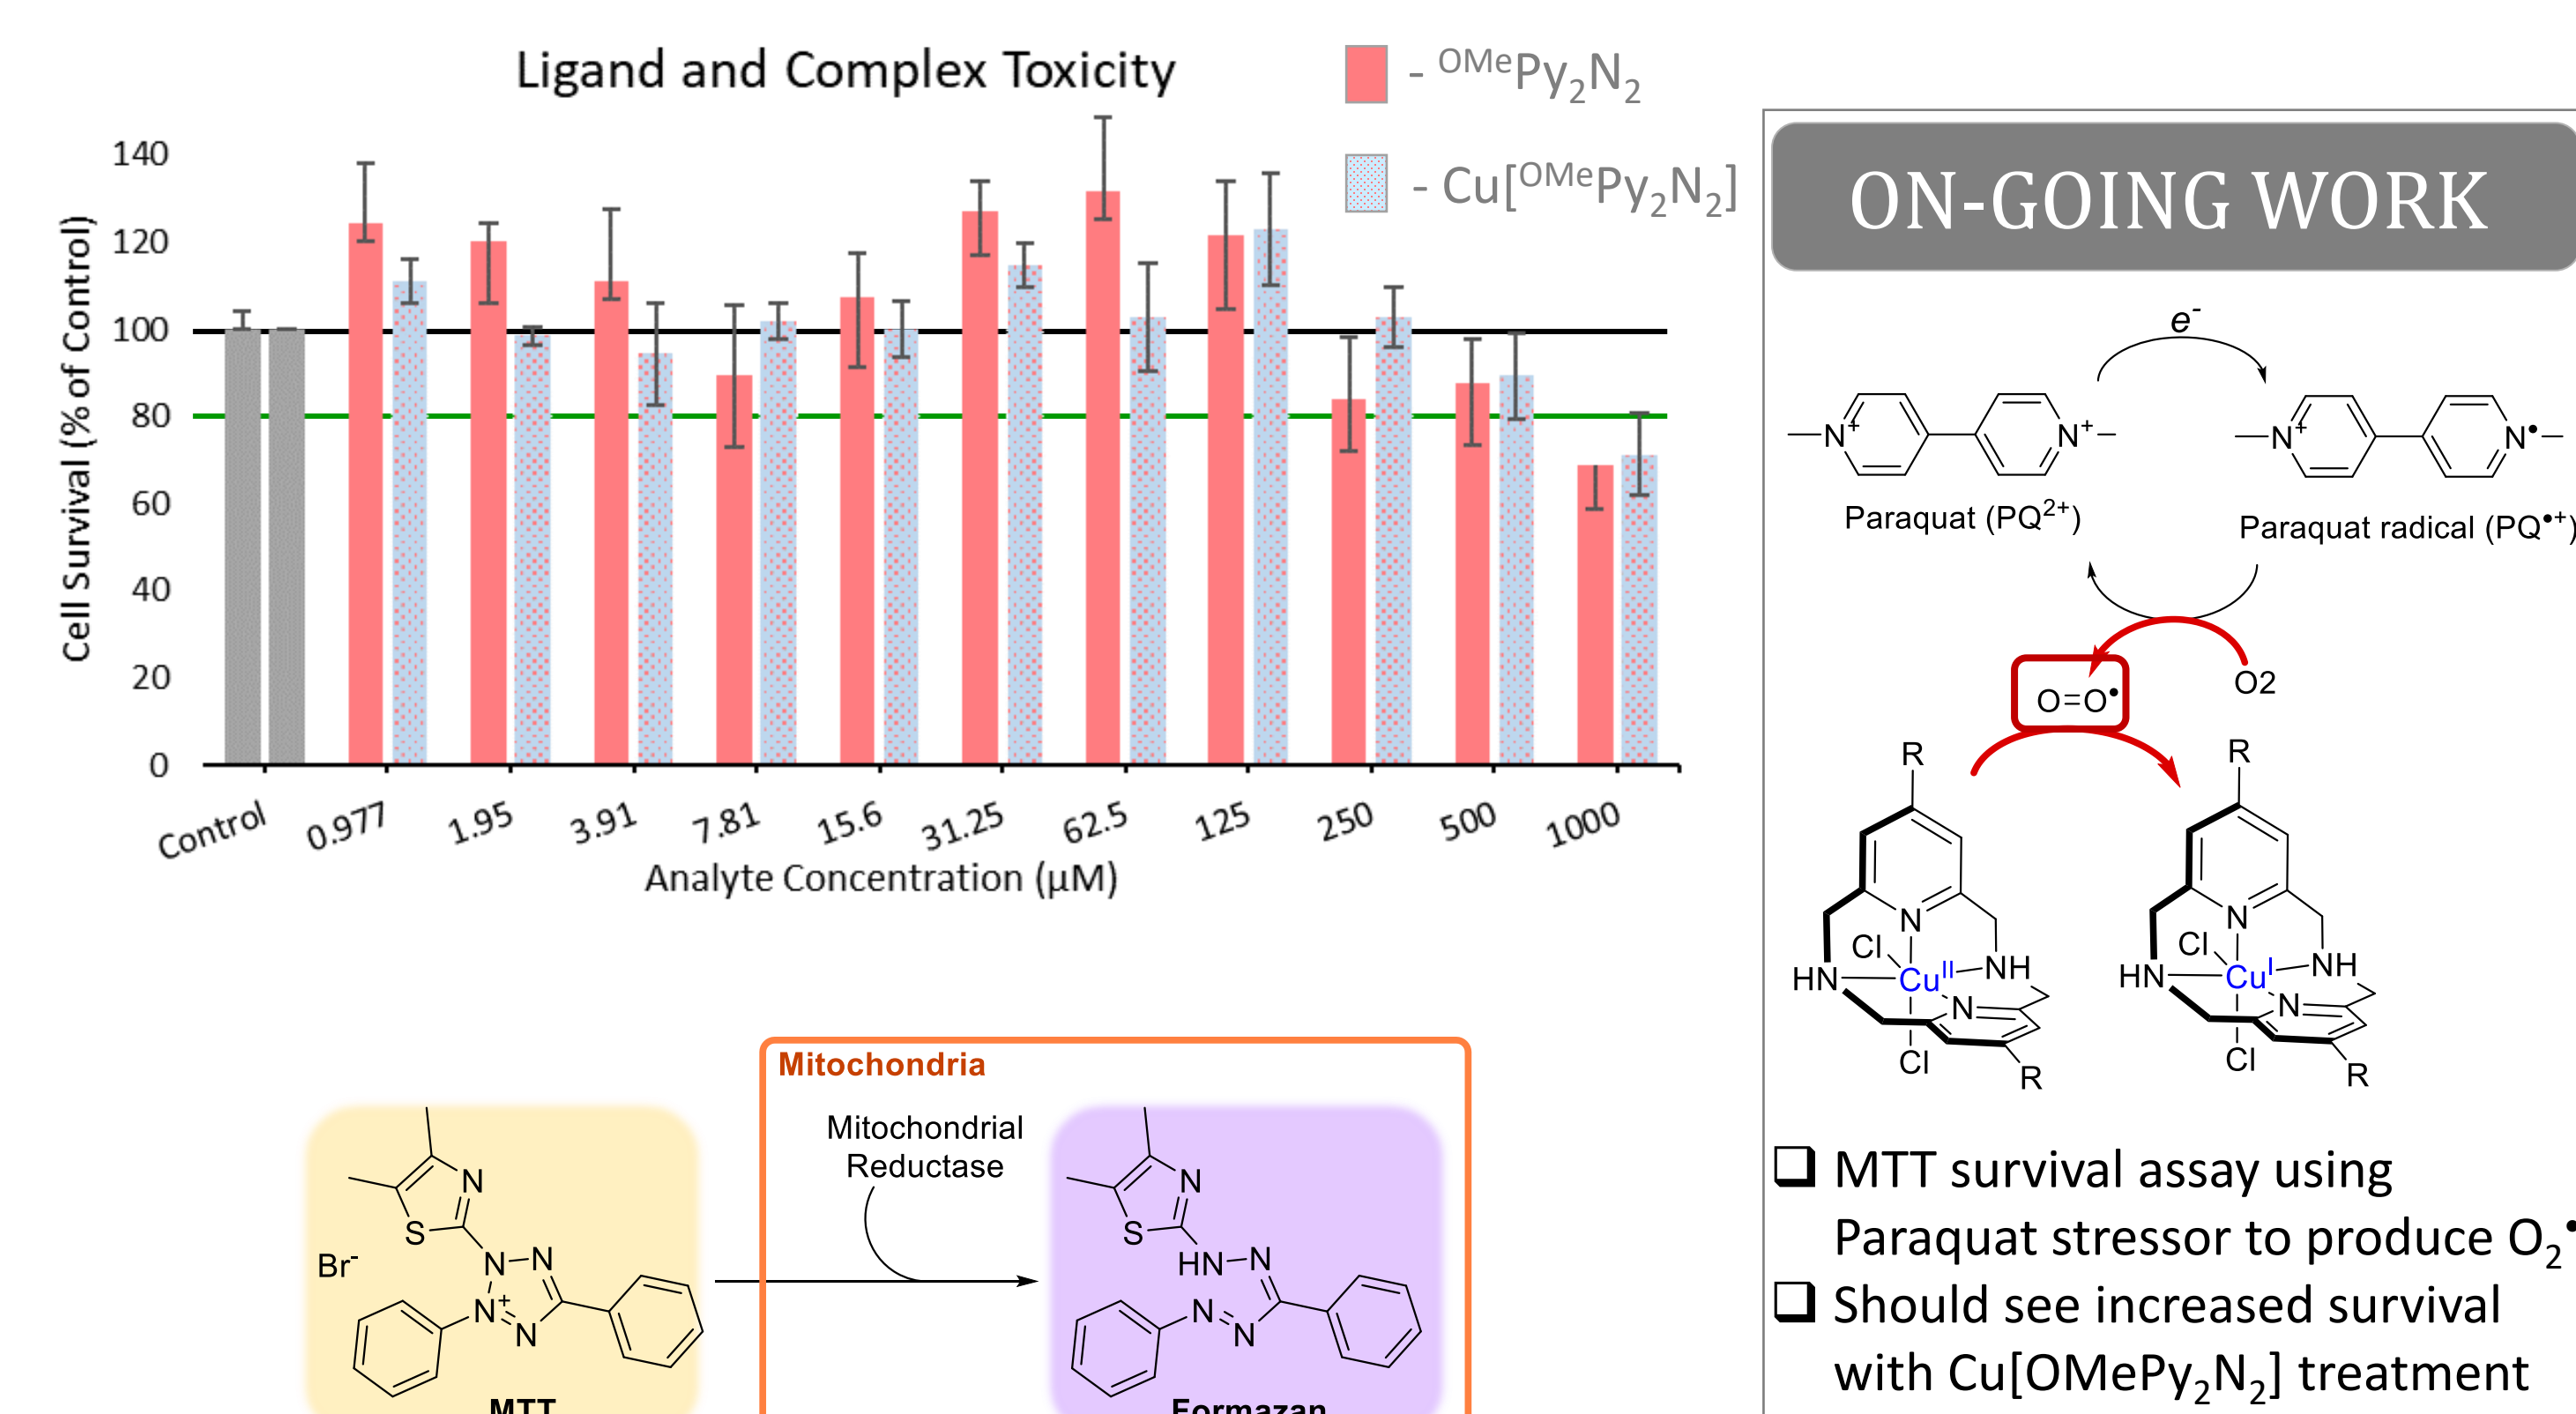 Ligand and Complex Toxicity
- ᴼᴹᵉPy₂N₂
- Cu[ᴼᴹᵉPy₂N₂]
Cell Survival (% of Control)
140
120
100
80
60
40
20
0
Control 0.977 1.95 3.91 7.81 15.6 31.25 62.5 125 250 500 1000
Analyte Concentration (µM)
Mitochondria
Mitochondrial
Reductase
N
S
Br⁻
N N
N⁺ N
MTT
N
S
HN N
N N
Formazan
ON-GOING WORK
e⁻
N⁺ N⁺
N⁺ N•
Paraquat (PQ²⁺)
Paraquat radical (PQ•⁺)
O2
O=O•
R
N
Cl
HN Cuᴵᴵ NH
N
Cl
R
R
N
Cl
HN Cuᴵ NH
N
Cl
R
❑ MTT survival assay using
Paraquat stressor to produce O₂•
❑ Should see increased survival
with Cu[OMePy₂N₂] treatment